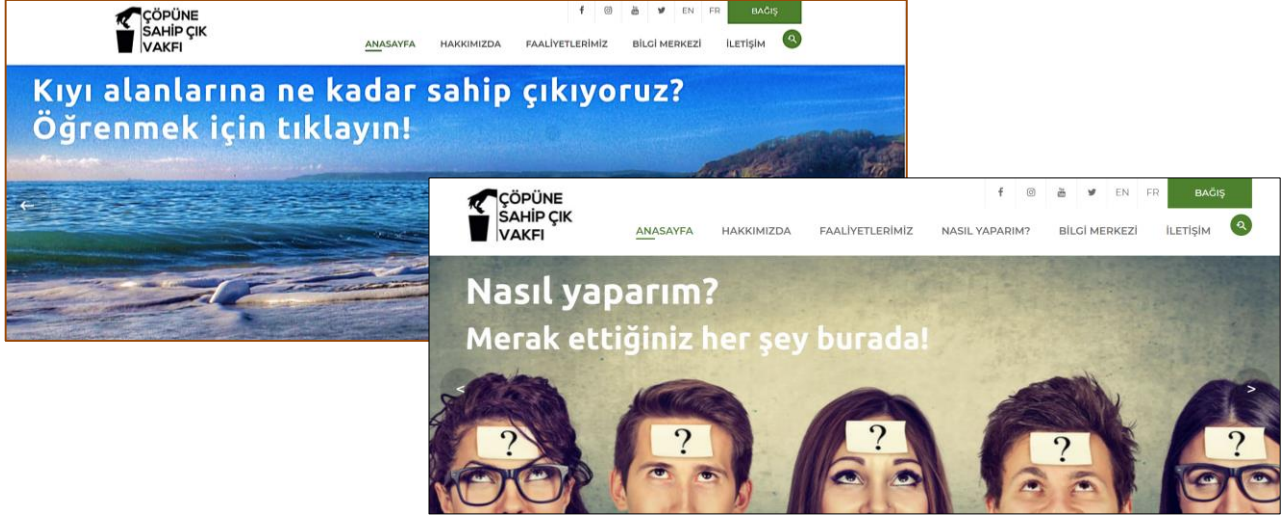 ÇÖPÜNE
SAHİP ÇIK
VAKFI
EN FR BAĞIŞ
ANASAYFA HAKKIMIZDA FAALİYETLERİMİZ BİLGİ MERKEZİ İLETİŞİM
Kıyı alanlarına ne kadar sahip çıkıyoruz?
Öğrenmek için tıklayın!
ÇÖPÜNE
SAHİP ÇIK
VAKFI
EN FR BAĞIŞ
ANASAYFA HAKKIMIZDA FAALİYETLERİMİZ NASIL YAPARIM? BİLGİ MERKEZİ İLETİŞİM
Nasıl yaparım?
Merak ettiğiniz her şey burada!
? ? ? ? ?